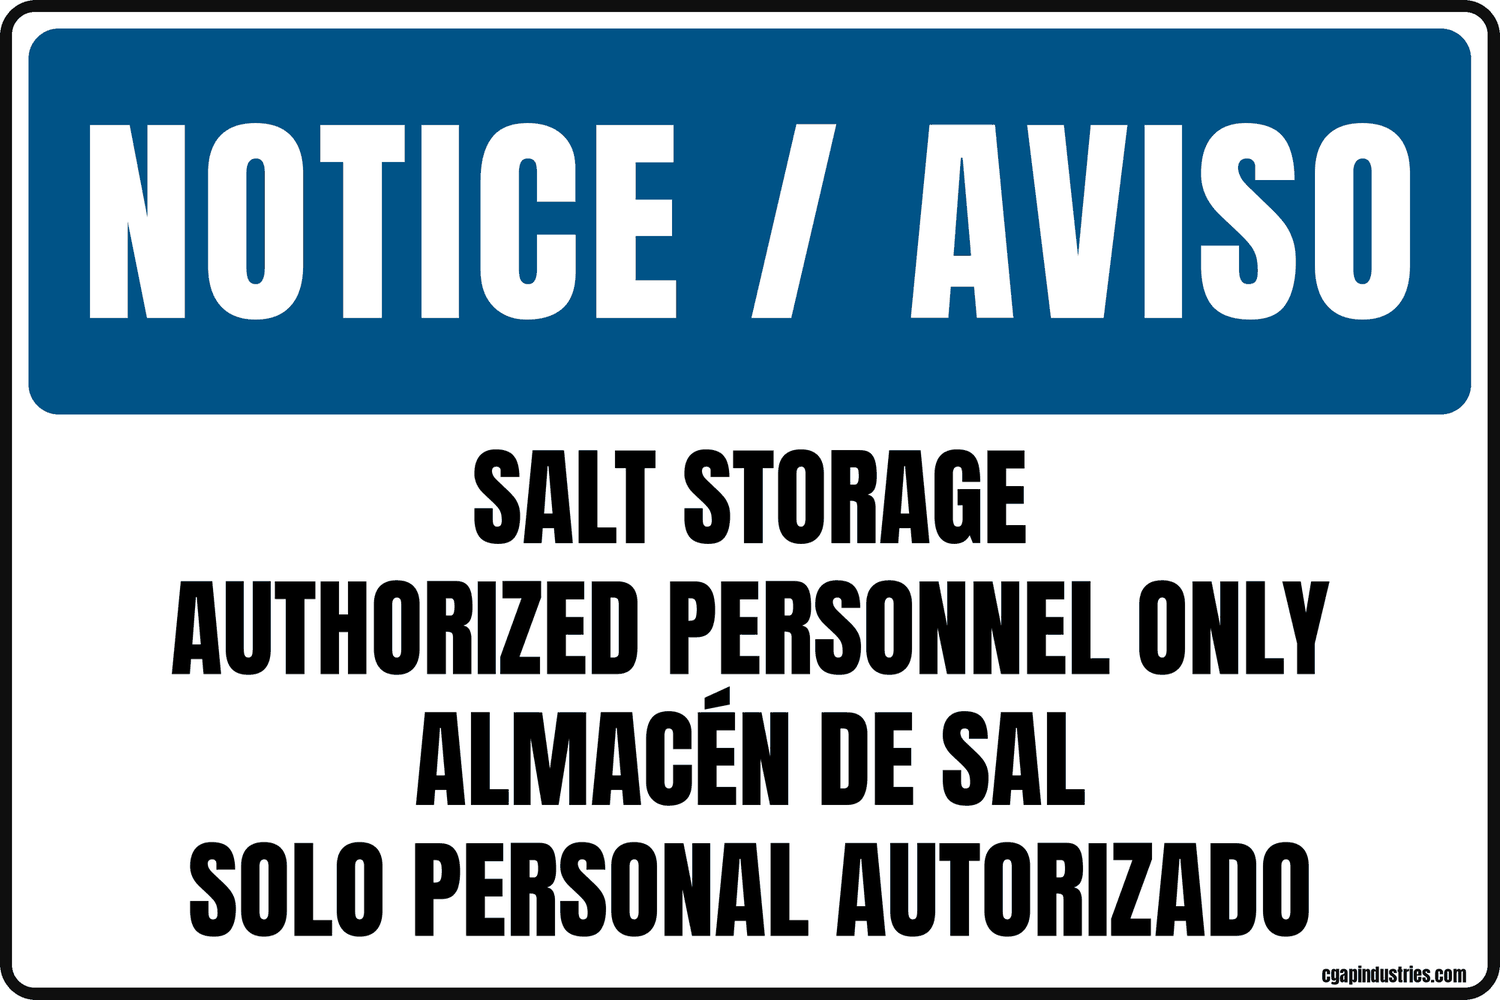 NOTICE / AVISO
SALT STORAGE
AUTHORIZED PERSONNEL ONLY
ALMACÉN DE SAL
SOLO PERSONAL AUTORIZADO
cgapindustries.com